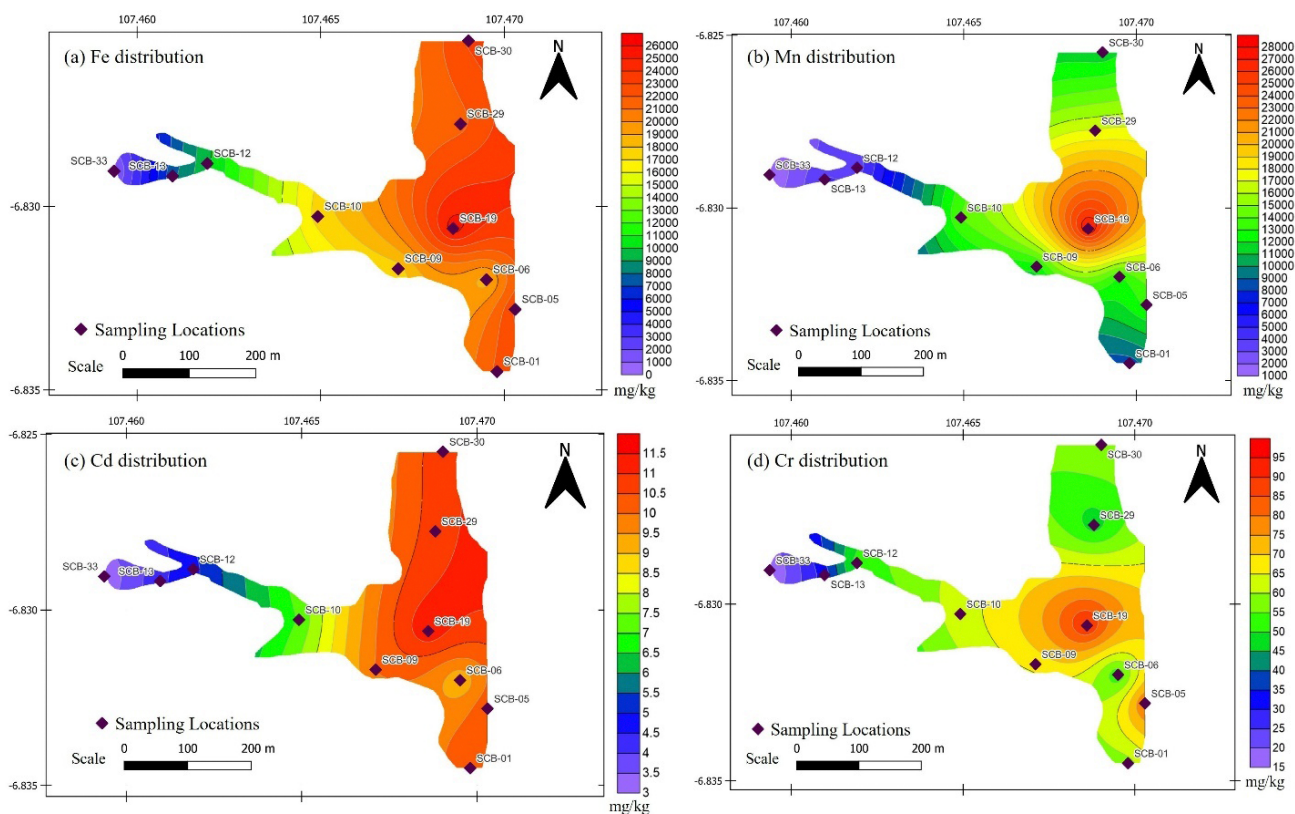 107.460 107.465 107.470
(a) Fe distribution
N
SCB-30
SCB-29
SCB-12
SCB-33
SCB-13
SCB-10
SCB-19
SCB-09
SCB-06
SCB-05
SCB-01
-6.830
-6.835
Sampling Locations
0 100 200 m
Scale
26000
24000
23000
22000
21000
20000
19000
18000
17000
16000
15000
14000
13000
12000
11000
10000
9000
8000
7000
6000
5000
4000
3000
2000
1000
0
mg/kg
107.460 107.465 107.470
-6.825
(b) Mn distribution
N
SCB-30
SCB-29
SCB-12
SCB-33
SCB-13
SCB-10
SCB-19
SCB-09
SCB-06
SCB-05
SCB-01
-6.830
-6.835
Sampling Locations
0 100 200 m
Scale
28000
27000
26000
25000
24000
23000
22000
21000
20000
19000
18000
17000
16000
15000
14000
13000
12000
11000
10000
9000
8000
7000
6000
5000
4000
3000
2000
1000
mg/kg
107.460 107.465 107.470
-6.825
(c) Cd distribution
N
SCB-30
SCB-29
SCB-12
SCB-33
SCB-13
SCB-10
SCB-19
SCB-09
SCB-06
SCB-05
SCB-01
-6.830
-6.835
Sampling Locations
0 100 200 m
Scale
11.5
11
10.5
10
9.5
9
8.5
8
7.5
7
6.5
6
5.5
5
4.5
4
3.5
3
mg/kg
107.460 107.465 107.470
(d) Cr distribution
N
SCB-30
SCB-29
SCB-12
SCB-33
SCB-13
SCB-10
SCB-19
SCB-09
SCB-06
SCB-05
SCB-01
-6.830
-6.835
Sampling Locations
0 100 200 m
Scale
95
90
85
80
75
70
65
60
55
50
45
40
35
30
25
20
15
mg/kg